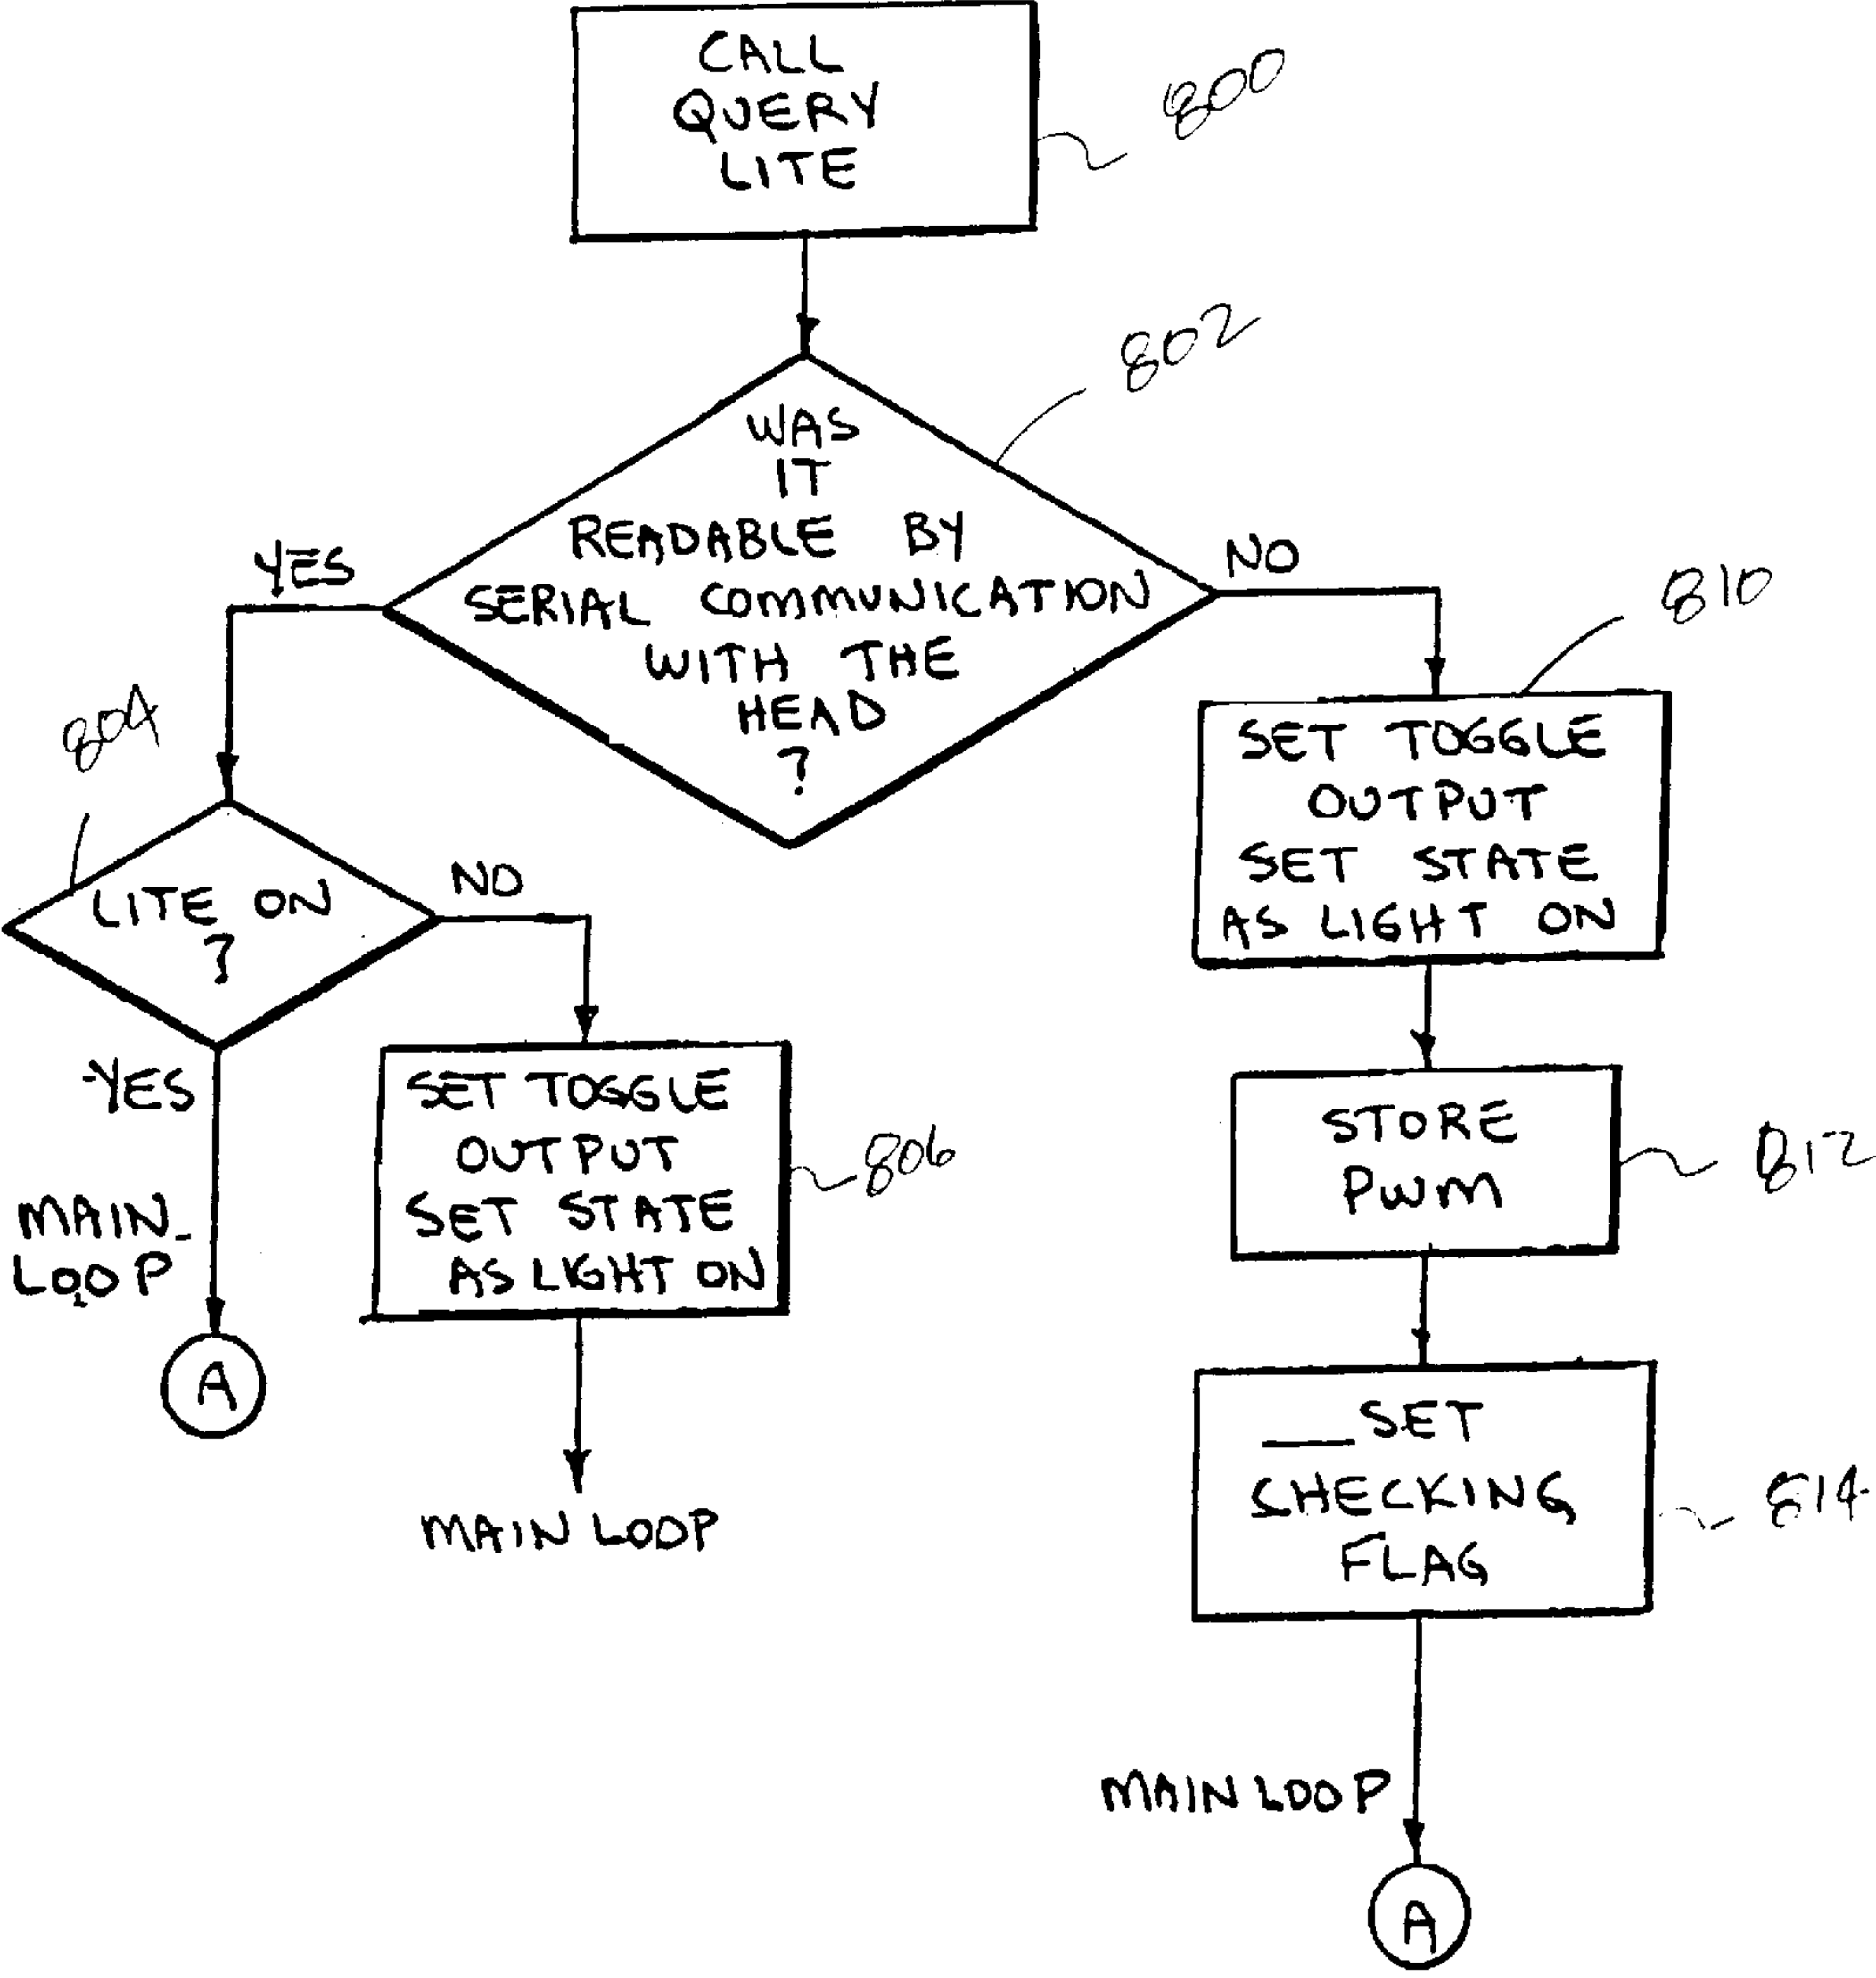 CALL
QUERY
LITE
800
802
WAS
IT
READABLE BY
SERIAL COMMUNICATION
WITH THE
HEAD
?
YES
NO
804
810
LITE ON
?
NO
YES
MAIN
LOOP
A
SET TOGGLE
OUTPUT
SET STATE
AS LIGHT ON
806
MAIN LOOP
SET TOGGLE
OUTPUT
SET STATE
AS LIGHT ON
STORE
PWM
812
SET
CHECKING
FLAG
814
MAIN LOOP
A